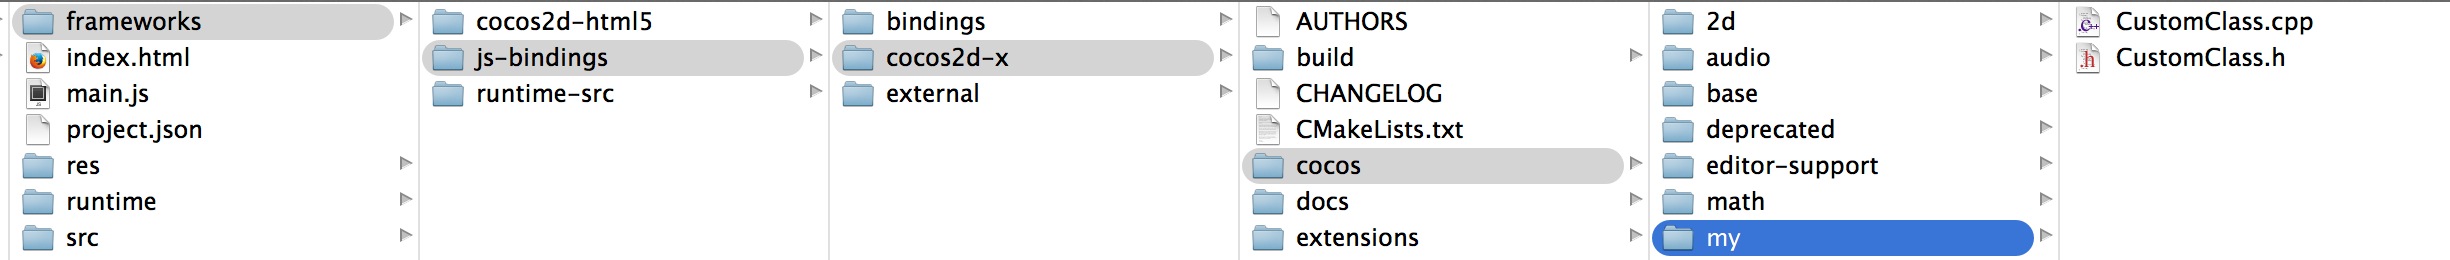 frameworks
index.html
main.js
project.json
res
runtime
src
cocos2d-html5
js-bindings
runtime-src
bindings
cocos2d-x
external
AUTHORS
build
CHANGELOG
CMakeLists.txt
cocos
docs
extensions
2d
audio
base
deprecated
editor-support
math
my
CustomClass.cpp
CustomClass.h